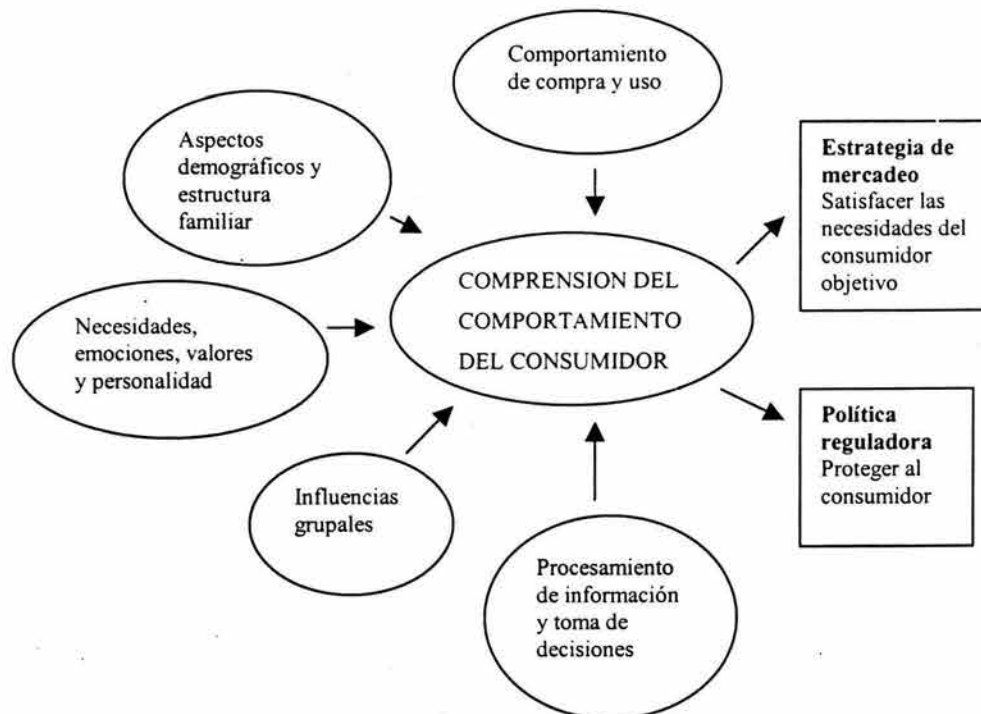 Comportamiento
de compra y uso
Aspectos
demográficos y
estructura
familiar
Estrategia de
mercadeo
Satisfacer las
necesidades del
consumidor
objetivo
COMPRENSION DEL
COMPORTAMIENTO
DEL CONSUMIDOR
Necesidades,
emociones, valores
y personalidad
Política
reguladora
Proteger al
consumidor
Influencias
grupales
Procesamiento
de información
y toma de
decisiones